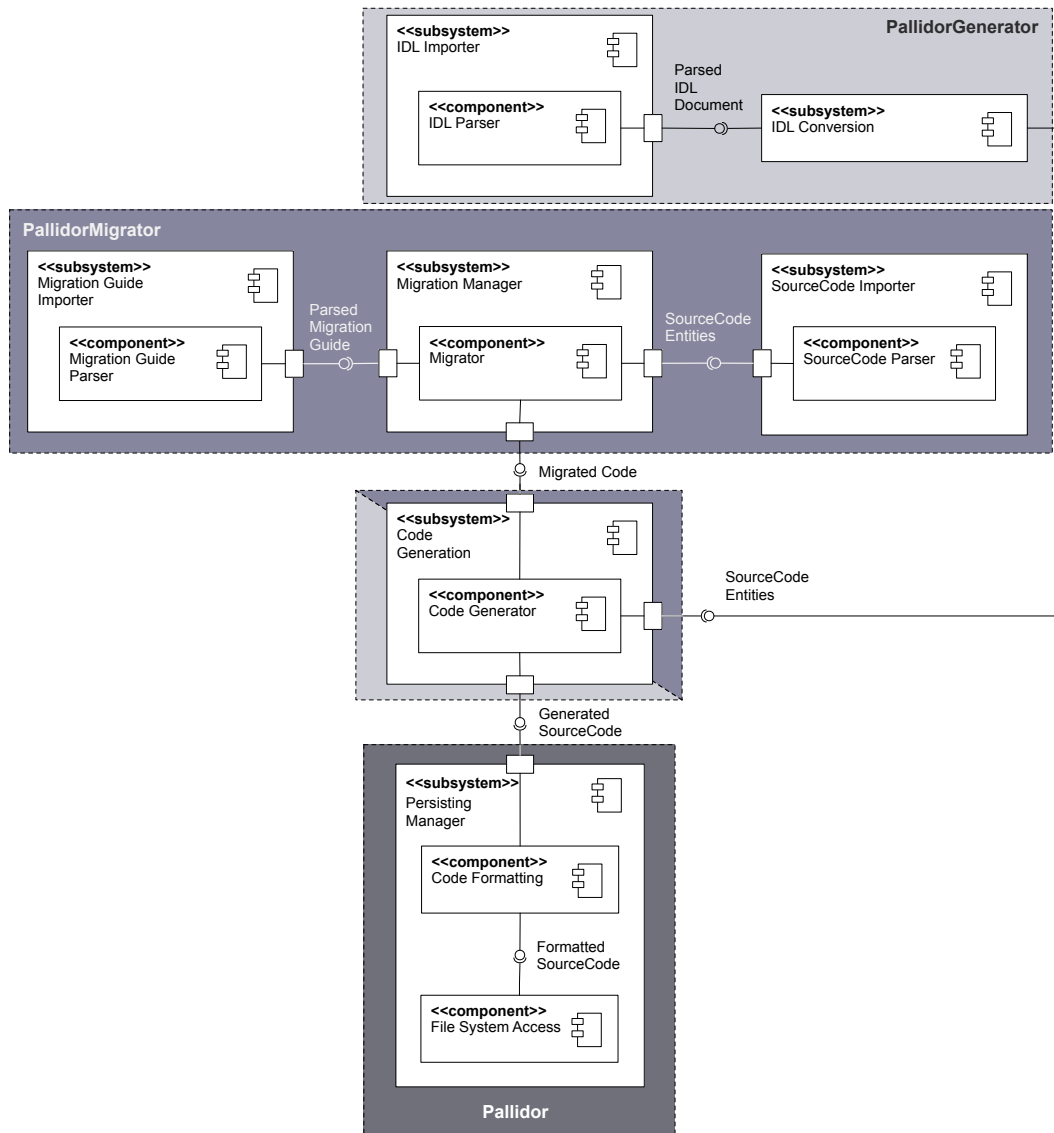 PallidorGenerator
<<subsystem>>
IDL Importer
<<component>>
IDL Parser
Parsed
IDL
Document
<<subsystem>>
IDL Conversion
PallidorMigrator
<<subsystem>>
Migration Guide
Importer
<<component>>
Migration Guide
Parser
Parsed
Migration
Guide
<<subsystem>>
Migration Manager
<<component>>
Migrator
SourceCode
Entities
<<subsystem>>
SourceCode Importer
<<component>>
SourceCode Parser
Migrated Code
<<subsystem>>
Code
Generation
<<component>>
Code Generator
SourceCode
Entities
Generated
SourceCode
<<subsystem>>
Persisting
Manager
<<component>>
Code Formatting
Formatted
SourceCode
<<component>>
File System Access
Pallidor